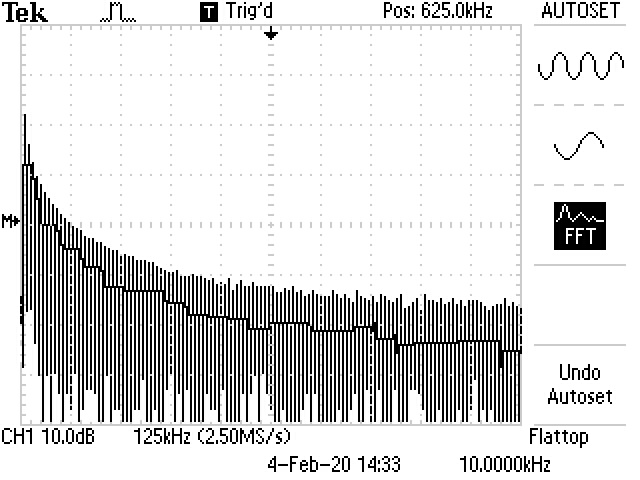 Tek T Trig'd Pos: 625.0kHz AUTOSET
M
FFT
Undo
Autoset
CH1 10.0dB 125kHz (2.50MS/s) Flattop
4-Feb-20 14:33 10.0000kHz